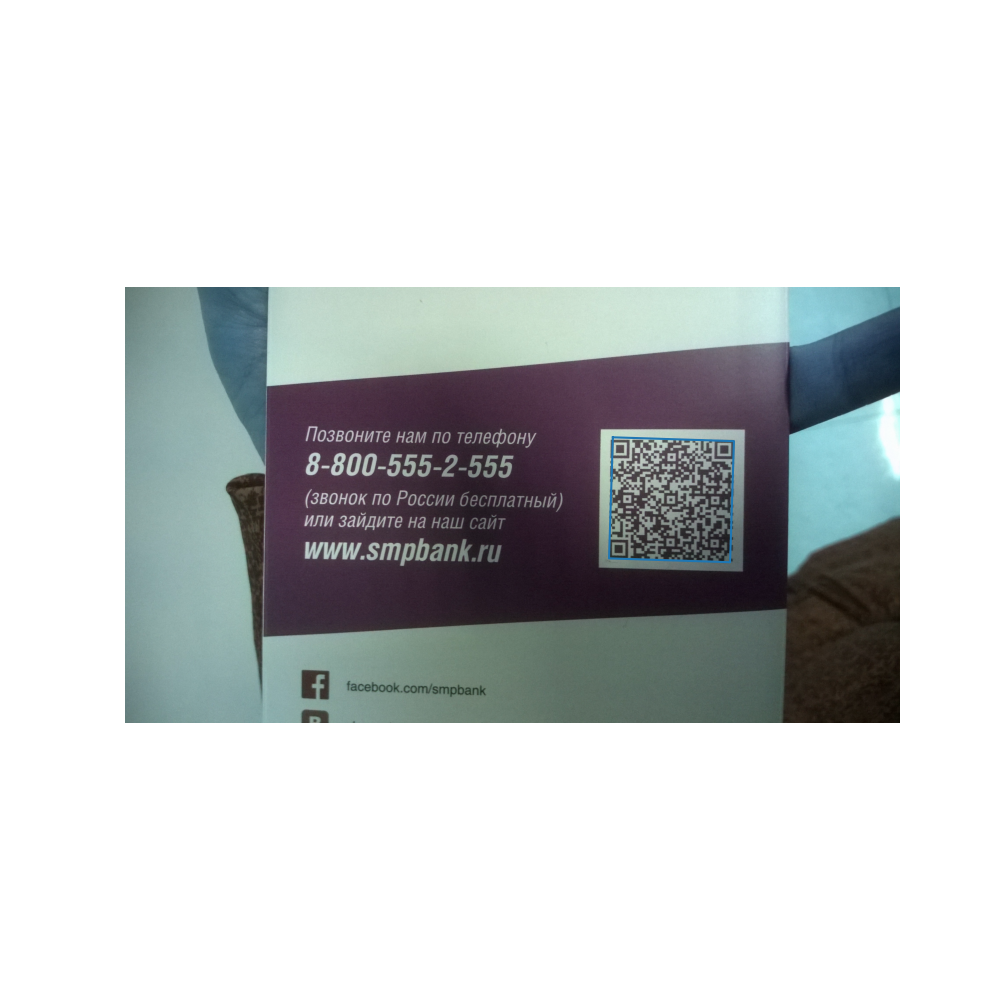 Позвоните нам по телефону
8-800-555-2-555
(звонок по России бесплатный)
или зайдите на наш сайт
www.smpbank.ru
facebook.com/smpbank